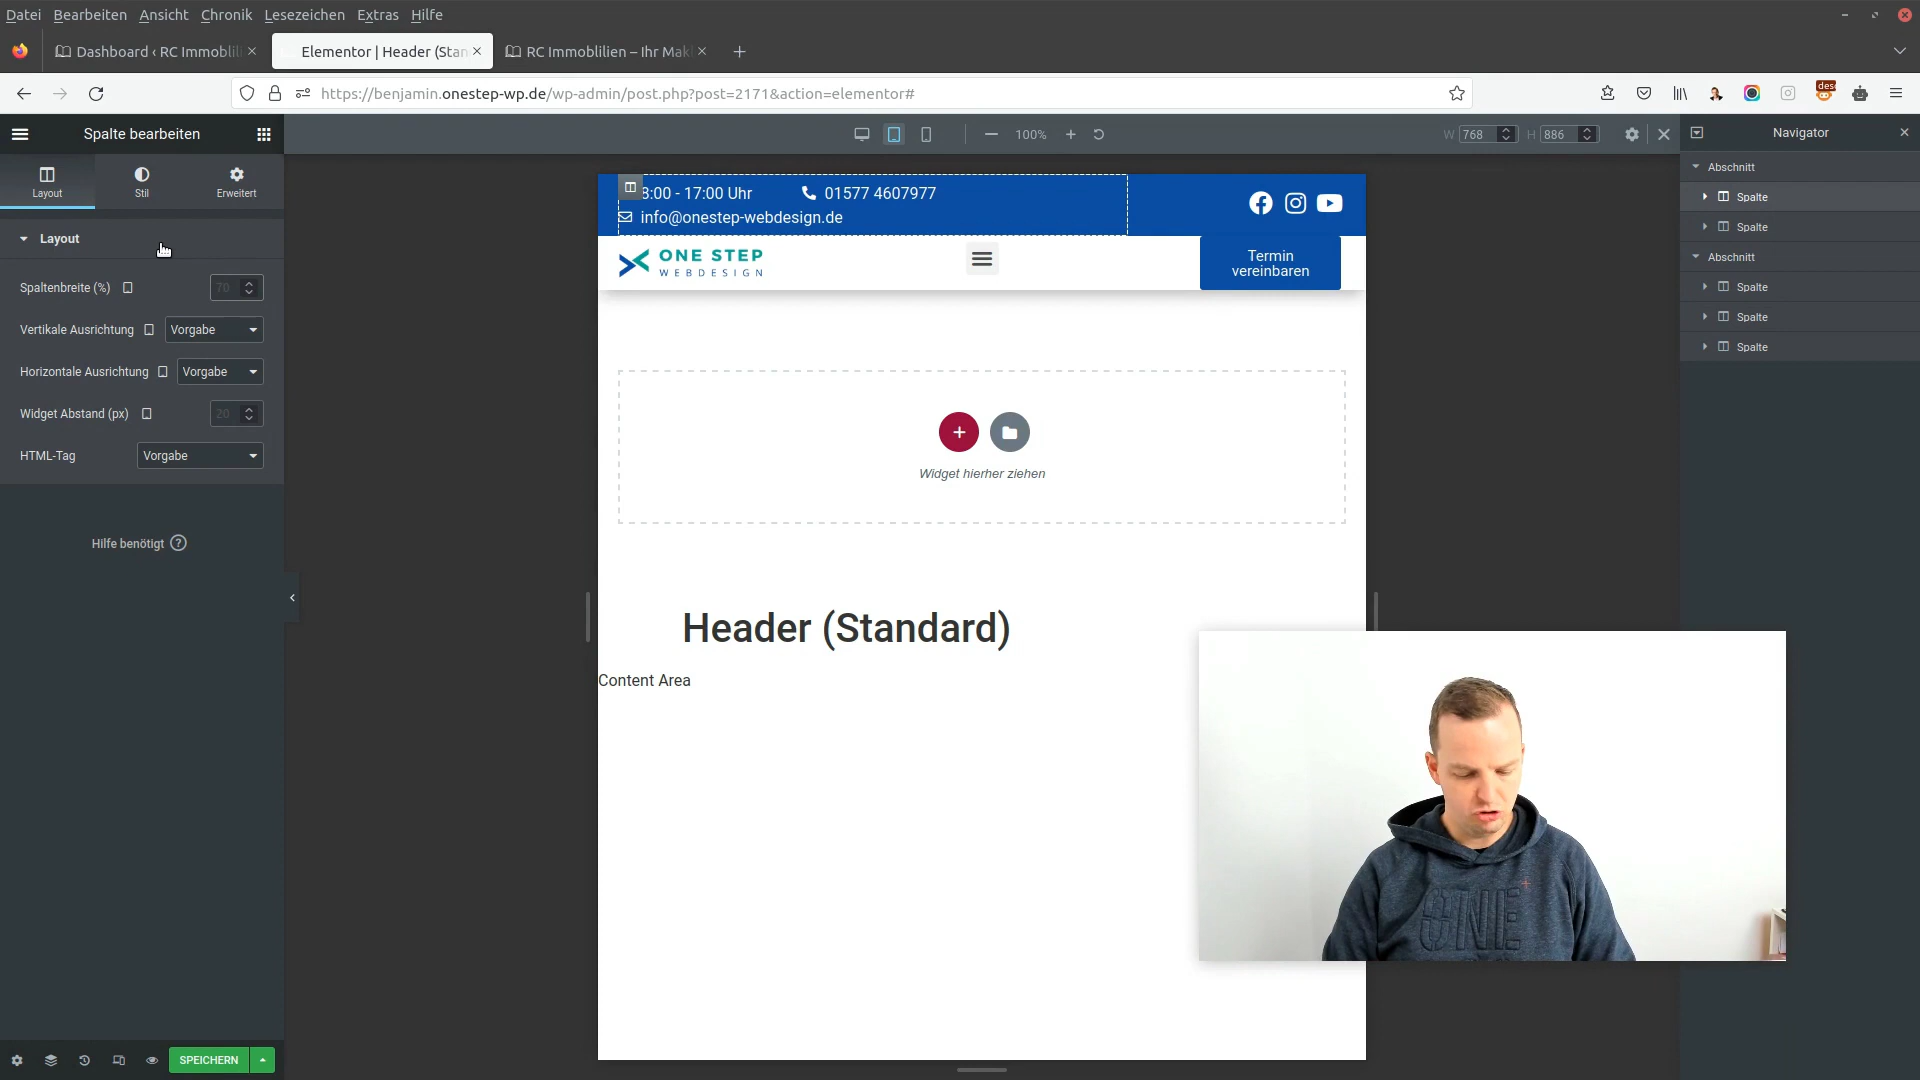 Datei Bearbeiten Ansicht Chronik Lesezeichen Extras Hilfe
Dashboard ‹ RC Immoblili
Elementor | Header (Stan
RC Immoblilien – Ihr Makl
https://benjamin.onestep-wp.de/wp-admin/post.php?post=2171&action=elementor#
Spalte bearbeiten
100%
W 768 H 886
Navigator
Layout
Stil
Erweitert
Layout
Spaltenbreite (%) 70
Vertikale Ausrichtung Vorgabe
Horizontale Ausrichtung Vorgabe
Widget Abstand (px) 20
HTML-Tag Vorgabe
Hilfe benötigt ?
SPEICHERN
8:00 - 17:00 Uhr 01577 4607977
info@onestep-webdesign.de
ONE STEP
WEBDESIGN
Termin
vereinbaren
Widget hierher ziehen
Header (Standard)
Content Area
Abschnitt
Spalte
Spalte
Abschnitt
Spalte
Spalte
Spalte